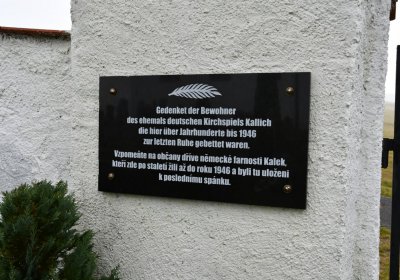 Gedenket der Bewohner
des ehemals deutschen Kirchspiels Kallich
die hier über Jahrhunderte bis 1946
zur letzten Ruhe gebettet waren.
Vzpomeňte na občany dříve německé farnosti Kalek,
kteří zde po staletí žili až do roku 1946 a byli tu uloženi
k poslednímu spánku.